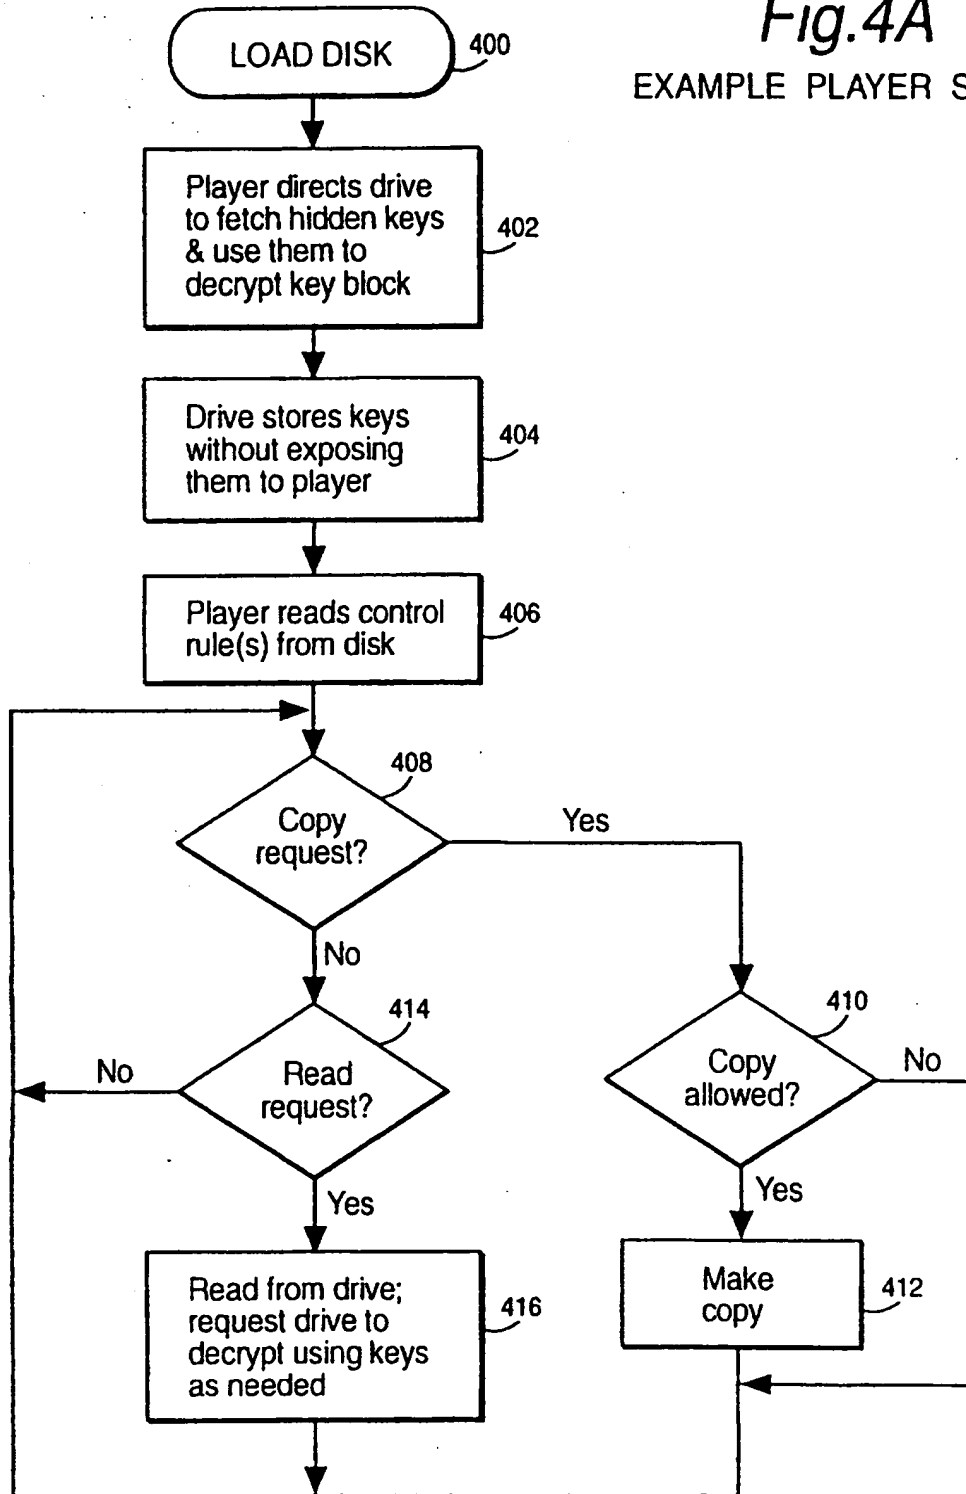 Fig.4A
EXAMPLE PLAYER
LOAD DISK
400
Player directs drive
to fetch hidden keys
& use them to
decrypt key block
402
Drive stores keys
without exposing
them to player
404
Player reads control
rule(s) from disk
406
408
Copy
request?
Yes
No
414
Read
request?
No
410
Copy
allowed?
No
Yes
Yes
Read from drive;
request drive to
decrypt using keys
as needed
416
Make
copy
412